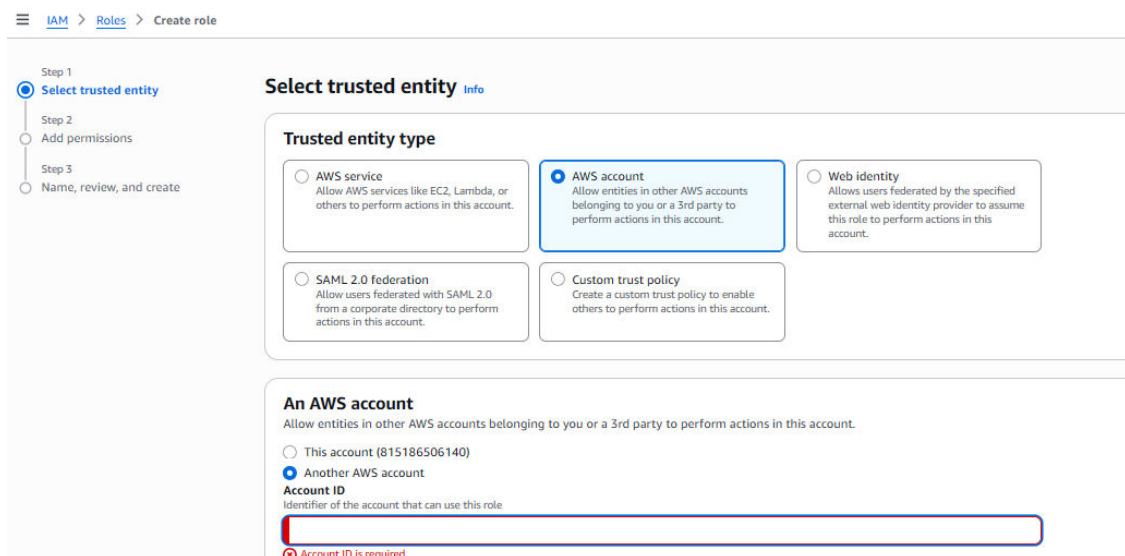 IAM > Roles > Create role
Step 1
Select trusted entity
Step 2
Add permissions
Step 3
Name, review, and create
Select trusted entity Info
Trusted entity type
AWS service
Allow AWS services like EC2, Lambda, or
others to perform actions in this account.
AWS account
Allow entities in other AWS accounts
belonging to you or a 3rd party to
perform actions in this account.
Web identity
Allows users federated by the specified
external web identity provider to assume
this role to perform actions in this
account.
SAML 2.0 federation
Allow users federated with SAML 2.0
from a corporate directory to perform
actions in this account.
Custom trust policy
Create a custom trust policy to enable
others to perform actions in this account.
An AWS account
Allow entities in other AWS accounts belonging to you or a 3rd party to perform actions in this account.
This account (815186506140)
Another AWS account
Account ID
Identifier of the account that can use this role
Account ID is required